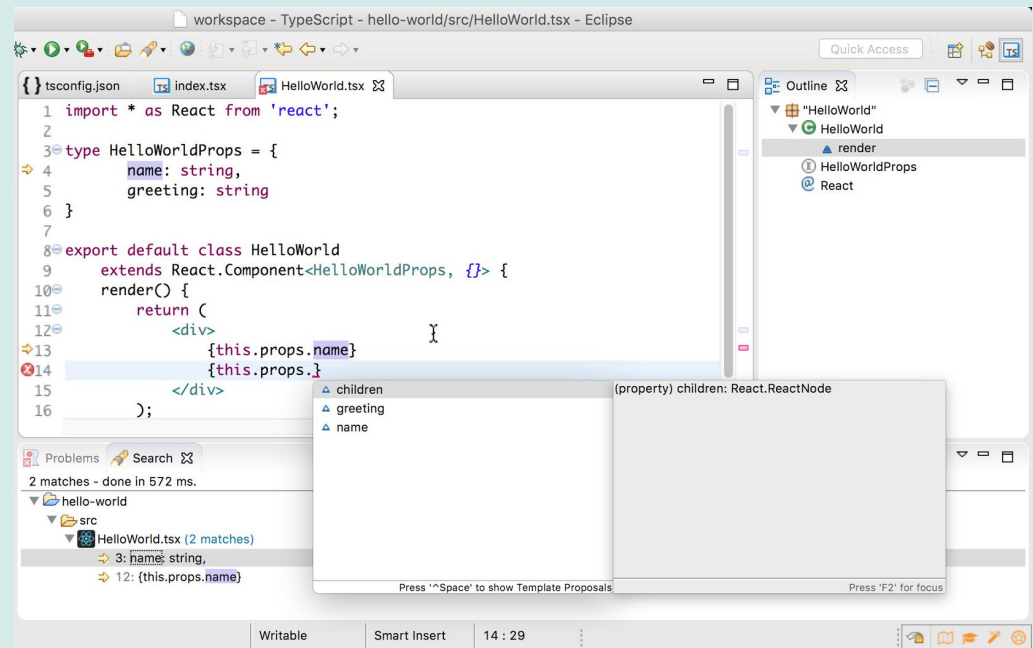 workspace - TypeScript - hello-world/src/HelloWorld.tsx - Eclipse
Quick Access
TS
{ } tsconfig.json
TS index.tsx
TS HelloWorld.tsx
1 import * as React from 'react';
2
3 type HelloWorldProps = {
4 name: string,
5 greeting: string
6 }
7
8 export default class HelloWorld
9 extends React.Component<HelloWorldProps, {}> {
10 render() {
11 return (
12 <div>
13 {this.props.name}
14 {this.props.}
15 </div>
16 );
children
greeting
name
Press '^Space' to show Template Proposals
(property) children: React.ReactNode
Press 'F2' for focus
Outline
"HelloWorld"
C HelloWorld
render
I HelloWorldProps
@ React
Problems
Search
2 matches - done in 572 ms.
hello-world
src
HelloWorld.tsx (2 matches)
3: name: string,
12: {this.props.name}
Writable
Smart Insert
14 : 29